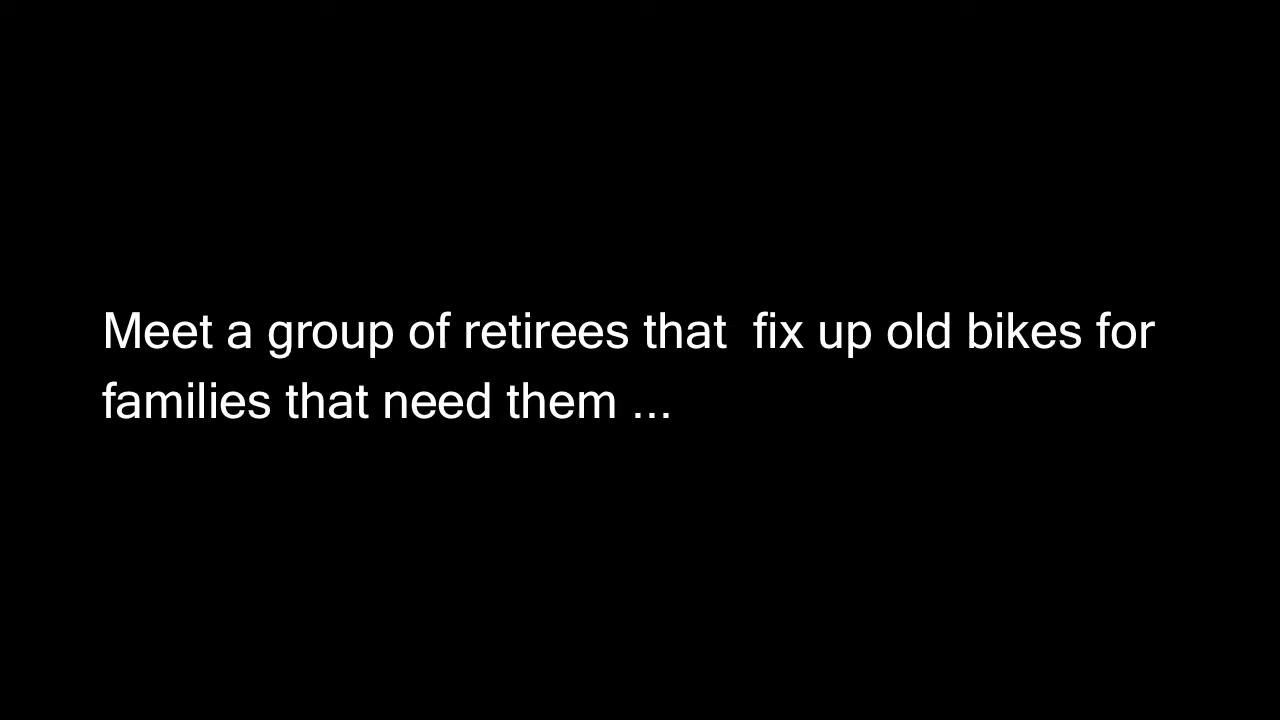 Meet a group of retirees that  fix up old bikes for
families that need them ...